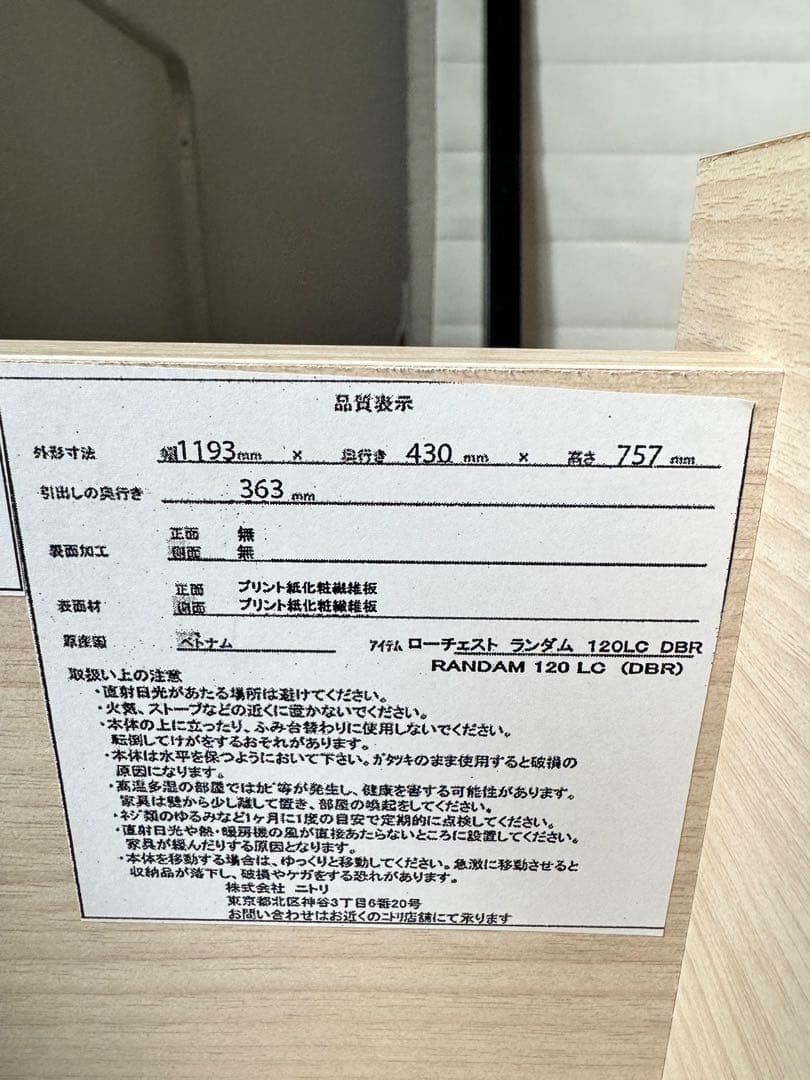 品質表示
外形寸法 幅1193mm × 奥行き 430 mm × 高さ 757 mm
引出しの奥行き 363 mm
表面加工 正面 無
側面 無
表面材 正面 プリント紙化粧繊維板
側面 プリント紙化粧繊維板
原産国 ベトナム アイテム ローチェスト ランダム 120LC DBR
RANDAM 120 LC (DBR)
取扱い上の注意
・直射日光があたる場所は避けてください。
・火気、ストーブなどの近くに置かないでください。
・本体の上に立ったり、ふみ台替わりに使用しないでください。
転倒してけがをするおそれがあります。
・本体は水平を保つようにおいて下さい。ガタツキのまま使用すると破損の
原因になります。
・高温多湿の部屋ではカビ等が発生し、健康を害する可能性があります。
家具は壁から少し離して置き、部屋の喚起をしてください。
・ネジ類のゆるみなど1ヶ月に1度の目安で定期的に点検してください。
・直射日光や熱・暖房機の風が直接あたらないところに設置してください。
家具が緩んだりする原因となります。
・本体を移動する場合は、ゆっくりと移動してください。急激に移動させると
収納品が落下し、破損やケガをする恐れがあります。
株式会社 ニトリ
東京都北区神谷3丁目6番20号
お問い合わせはお近くのニトリ店舗にて承ります